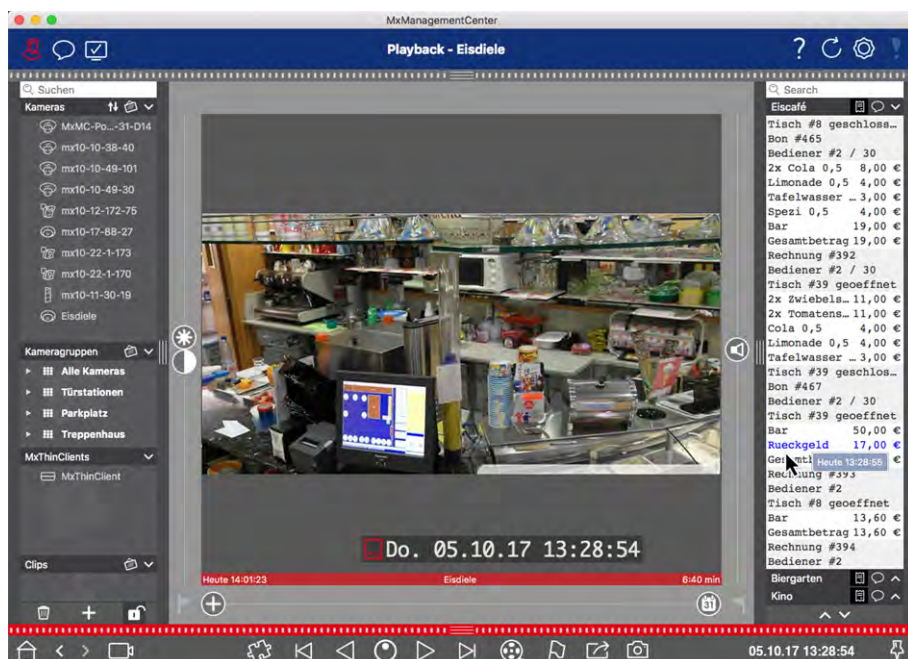 MxManagementCenter
Playback - Eisdiele
Suchen
Kameras
MxMC-Po...-31-D14
mx10-10-38-40
mx10-10-49-101
mx10-10-49-30
mx10-12-172-75
mx10-17-88-27
mx10-22-1-173
mx10-22-1-170
mx10-11-30-19
Eisdiele
Kameragruppen
Alle Kameras
Türstationen
Parkplatz
Treppenhaus
MxThinClients
MxThinClient
Clips
Do. 05.10.17 13:28:54
Heute 14:01:23 Eisdiele 6:40 min
31
Search
Eiscafé
Tisch #8 geschloss…
Bon #465
Bediener #2 / 30
2x Cola 0,5 8,00 €
Limonade 0,5 4,00 €
Tafelwasser … 3,00 €
Spezi 0,5 4,00 €
Bar 19,00 €
Gesamtbetrag 19,00 €
Rechnung #392
Bediener #2 / 30
Tisch #39 geoeffnet
2x Zwiebels… 11,00 €
2x Tomatens… 11,00 €
Cola 0,5 4,00 €
Limonade 0,5 4,00 €
Tafelwasser … 3,00 €
Tisch #39 geschlos…
Bon #467
Bediener #2 / 30
Tisch #39 geoeffnet
Bar 50,00 €
Rueckgeld 17,00 €
€
Heute 13:28:55
Rechnung #393
Bediener #2
Tisch #8 geoeffnet
Bar 13,60 €
Gesamtbetrag 13,60 €
Rechnung #394
Bediener #2
Biergarten
Kino
05.10.17 13:28:54